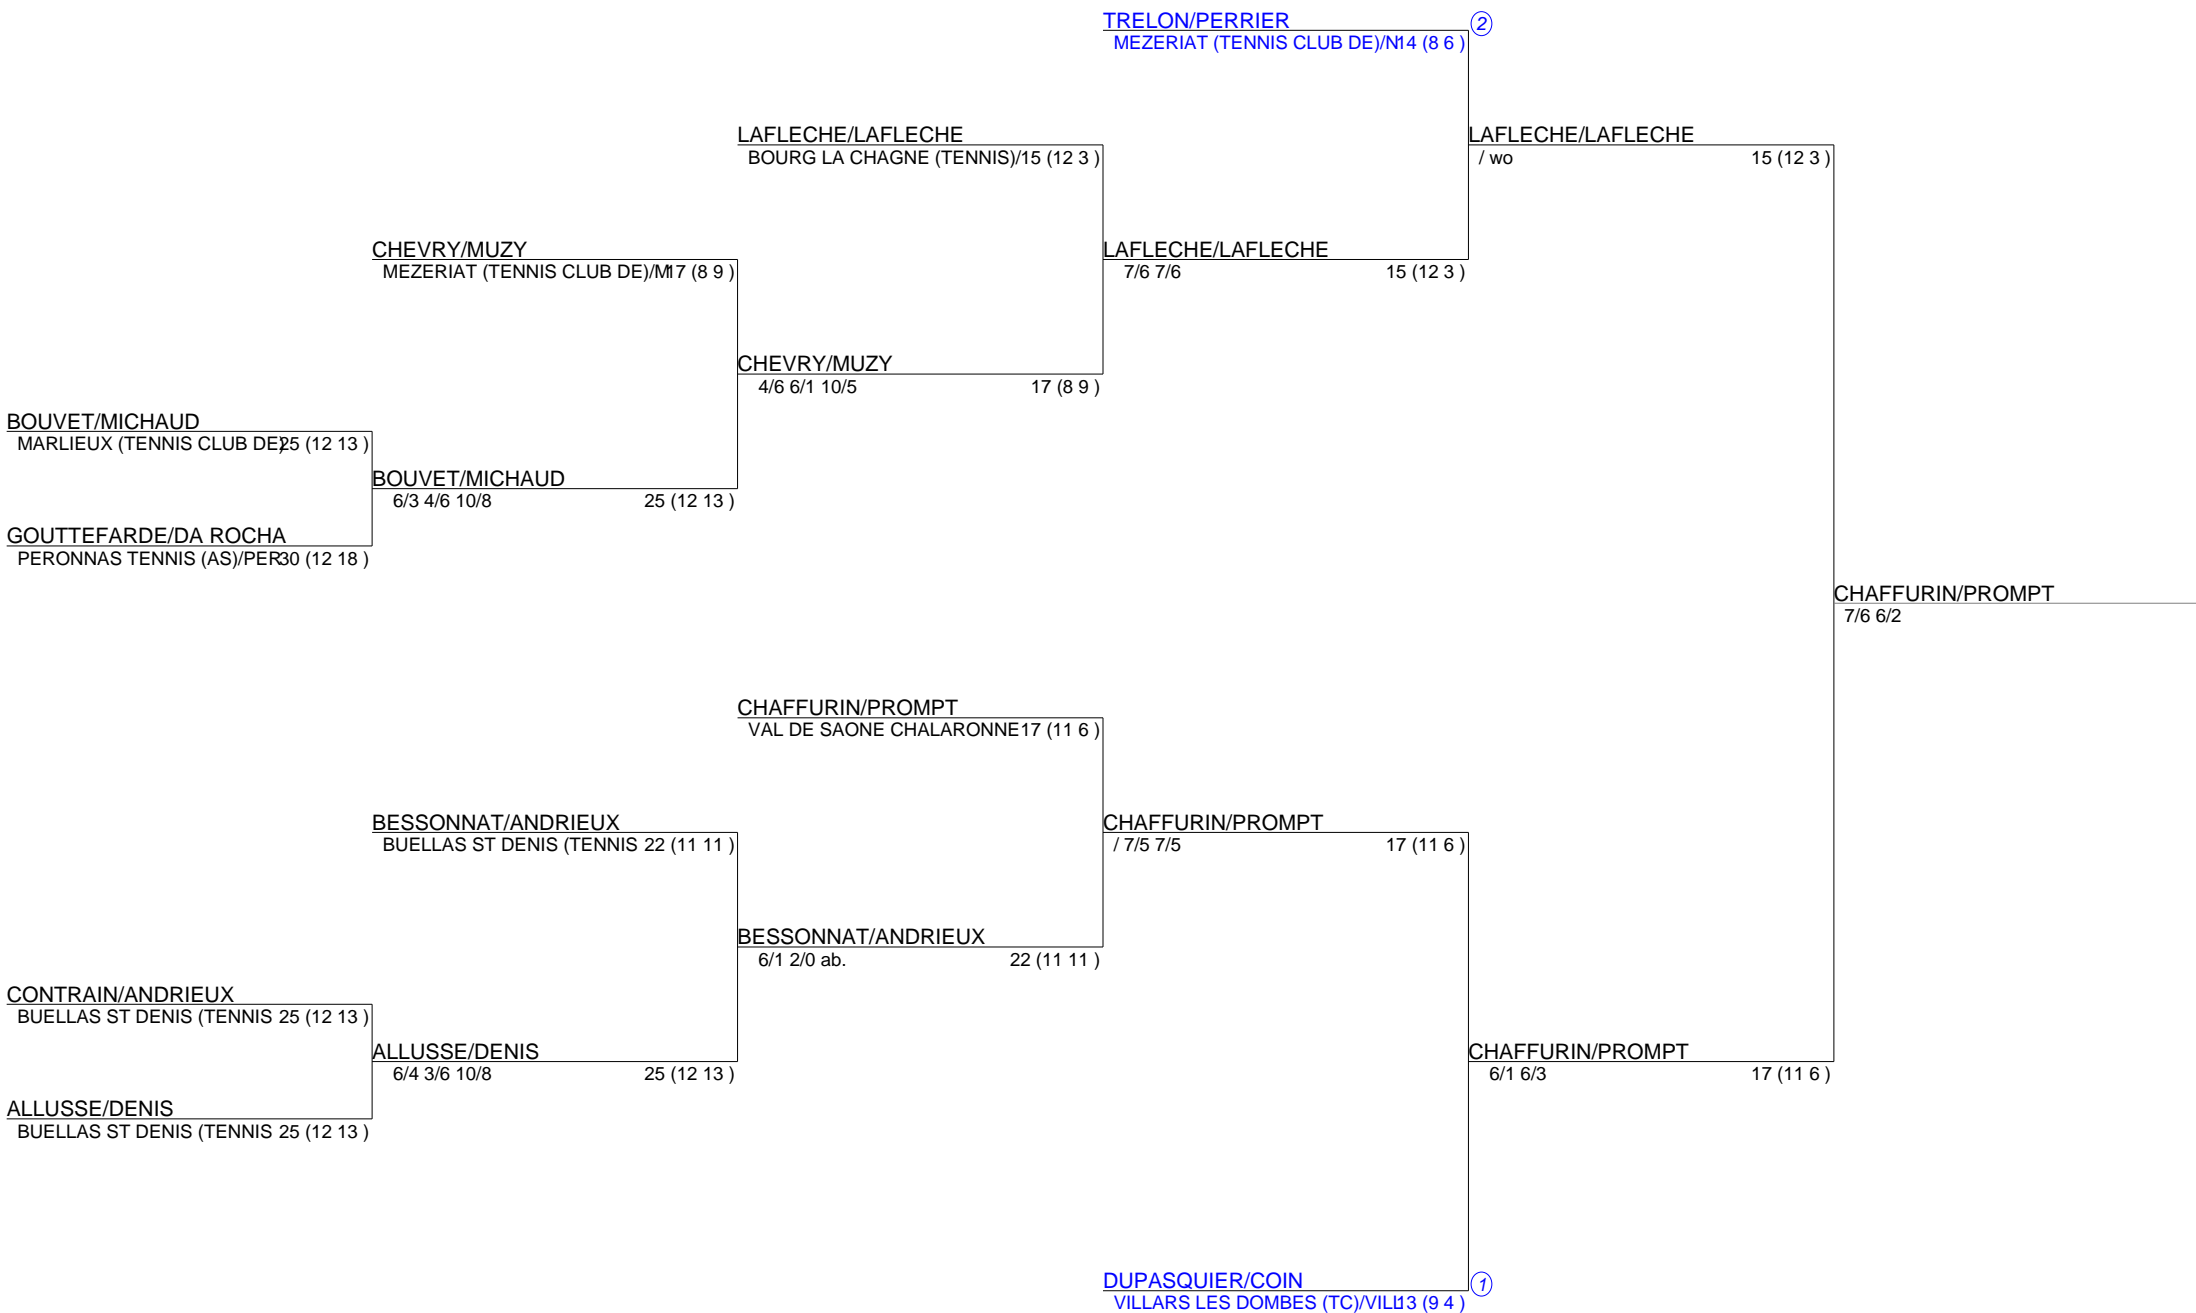 TRELON/PERRIER
2
MEZERIAT (TENNIS CLUB DE)/N14 (8 6 )
LAFLECHE/LAFLECHE
BOURG LA CHAGNE (TENNIS)/15 (12 3 )
LAFLECHE/LAFLECHE
/ wo 15 (12 3 )
CHEVRY/MUZY
MEZERIAT (TENNIS CLUB DE)/M17 (8 9 )
LAFLECHE/LAFLECHE
7/6 7/6 15 (12 3 )
CHEVRY/MUZY
4/6 6/1 10/5 17 (8 9 )
BOUVET/MICHAUD
MARLIEUX (TENNIS CLUB DE)25 (12 13 )
BOUVET/MICHAUD
6/3 4/6 10/8 25 (12 13 )
GOUTTEFARDE/DA ROCHA
PERONNAS TENNIS (AS)/PER30 (12 18 )
CHAFFURIN/PROMPT
7/6 6/2
CHAFFURIN/PROMPT
VAL DE SAONE CHALARONNE17 (11 6 )
BESSONNAT/ANDRIEUX
BUELLAS ST DENIS (TENNIS 22 (11 11 )
CHAFFURIN/PROMPT
/ 7/5 7/5 17 (11 6 )
BESSONNAT/ANDRIEUX
6/1 2/0 ab. 22 (11 11 )
CONTRAIN/ANDRIEUX
BUELLAS ST DENIS (TENNIS 25 (12 13 )
ALLUSSE/DENIS
6/4 3/6 10/8 25 (12 13 )
CHAFFURIN/PROMPT
6/1 6/3 17 (11 6 )
ALLUSSE/DENIS
BUELLAS ST DENIS (TENNIS 25 (12 13 )
DUPASQUIER/COIN
1
VILLARS LES DOMBES (TC)/VILL13 (9 4 )